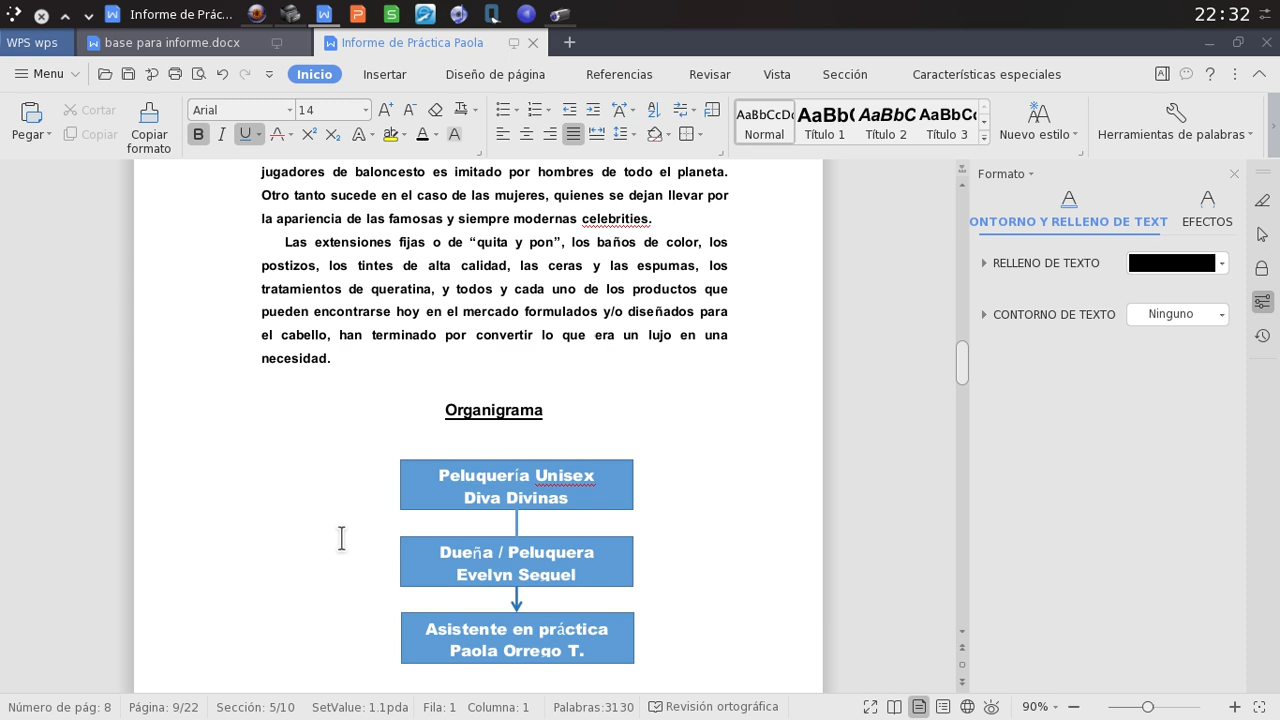 Informe de Prác...
22:32
WPS wps
base para informe.docx
Informe de Práctica Paola
Menu
Inicio
Insertar
Diseño de página
Referencias
Revisar
Vista
Sección
Características especiales
Pegar
Cortar
Copiar
Copiar formato
Arial
14
AaBbCcDc
Normal
AaBb(
Título 1
AaBbC
Título 2
AaBbCc
Título 3
Nuevo estilo
Herramientas de palabras
jugadores de baloncesto es imitado por hombres de todo el planeta.
Otro tanto sucede en el caso de las mujeres, quienes se dejan llevar por
la apariencia de las famosas y siempre modernas celebrities.
Las extensiones fijas o de “quita y pon”, los baños de color, los
postizos, los tintes de alta calidad, las ceras y las espumas, los
tratamientos de queratina, y todos y cada uno de los productos que
pueden encontrarse hoy en el mercado formulados y/o diseñados para
el cabello, han terminado por convertir lo que era un lujo en una
necesidad.
Organigrama
Peluquería Unisex
Diva Divinas
Dueña / Peluquera
Evelyn Seguel
Asistente en práctica
Paola Orrego T.
Formato
ONTORNO Y RELLENO DE TEXT
EFECTOS
RELLENO DE TEXTO
CONTORNO DE TEXTO
Ninguno
Número de pág.: 8
Página: 9/22
Sección: 5/10
SetValue: 1.1pda
Fila: 1
Columna: 1
Palabras:3130
Revisión ortográfica
90%